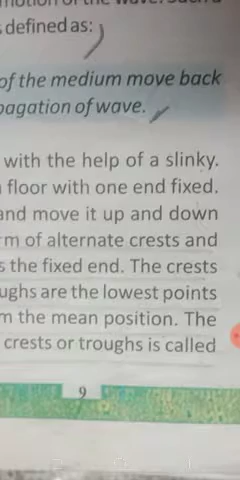 defined as:
of the medium move back
pagation of wave.
with the help of a slinky.
floor with one end fixed.
and move it up and down
m of alternate crests and
s the fixed end. The crests
ughs are the lowest points
m the mean position. The
crests or troughs is called
9